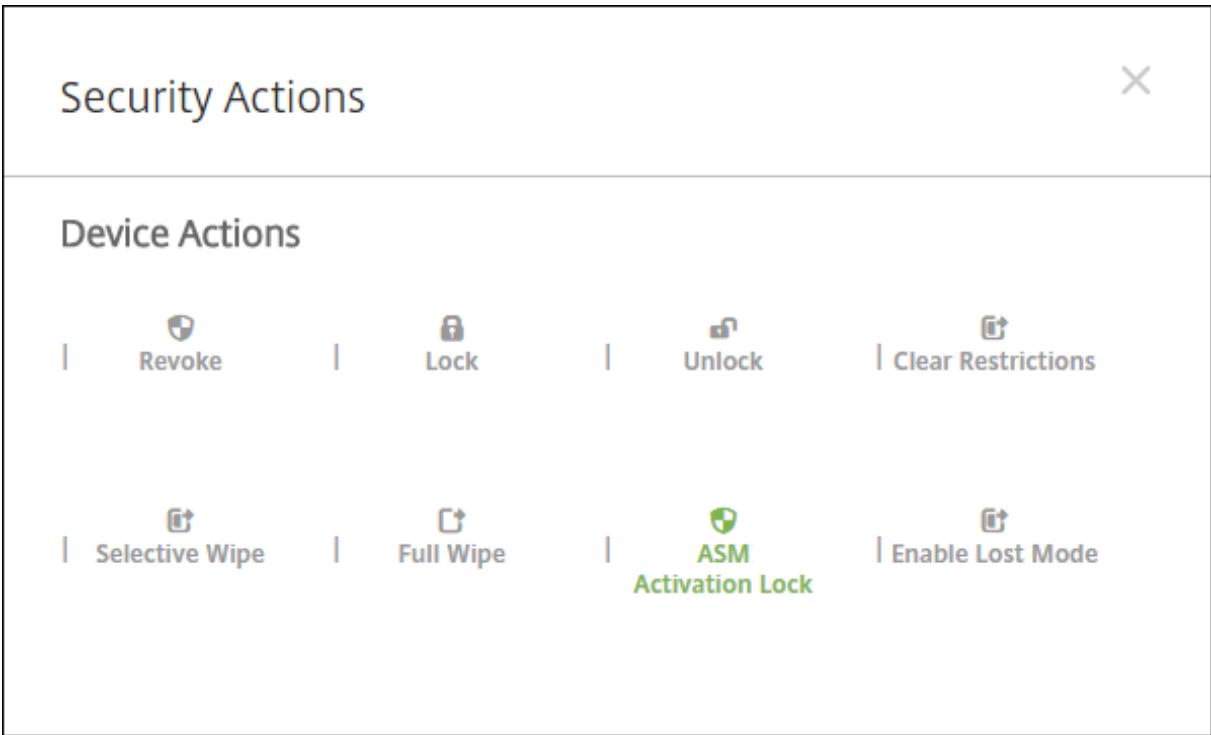 Security Actions
Device Actions
Revoke
Lock
Unlock
Clear Restrictions
Selective Wipe
Full Wipe
ASM
Activation Lock
Enable Lost Mode